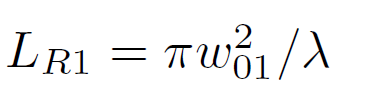 L_{R1} = \pi w_{01}^2 / \lambda